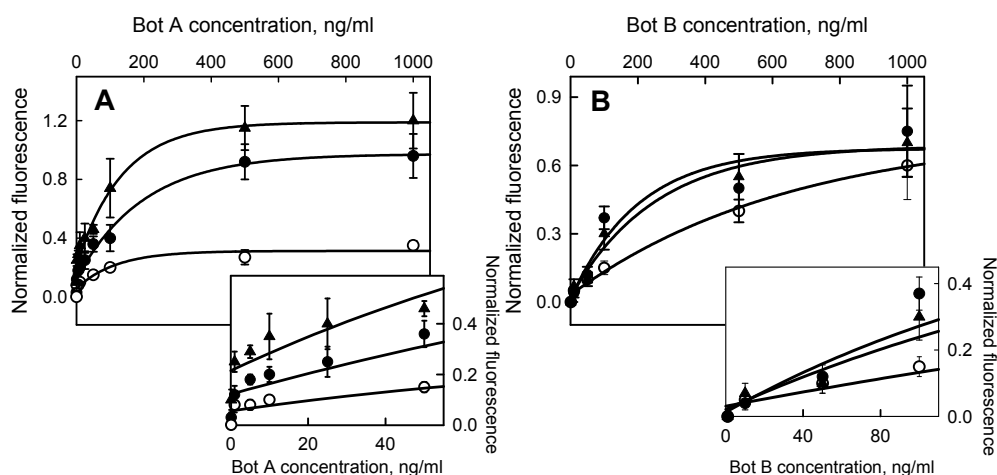 Bot A concentration, ng/ml
0 200 400 600 800 1000
Normalized fluorescence
A
1.2
0.8
0.4
0.0
0.4
0.2
0.0
Normalized fluorescence
0 20 40
Bot A concentration, ng/ml
Bot B concentration, ng/ml
0 200 400 600 800 1000
Normalized fluorescence
B
0.9
0.6
0.3
0.0
0.4
0.2
0.0
Normalized fluorescence
0 40 80
Bot B concentration, ng/ml